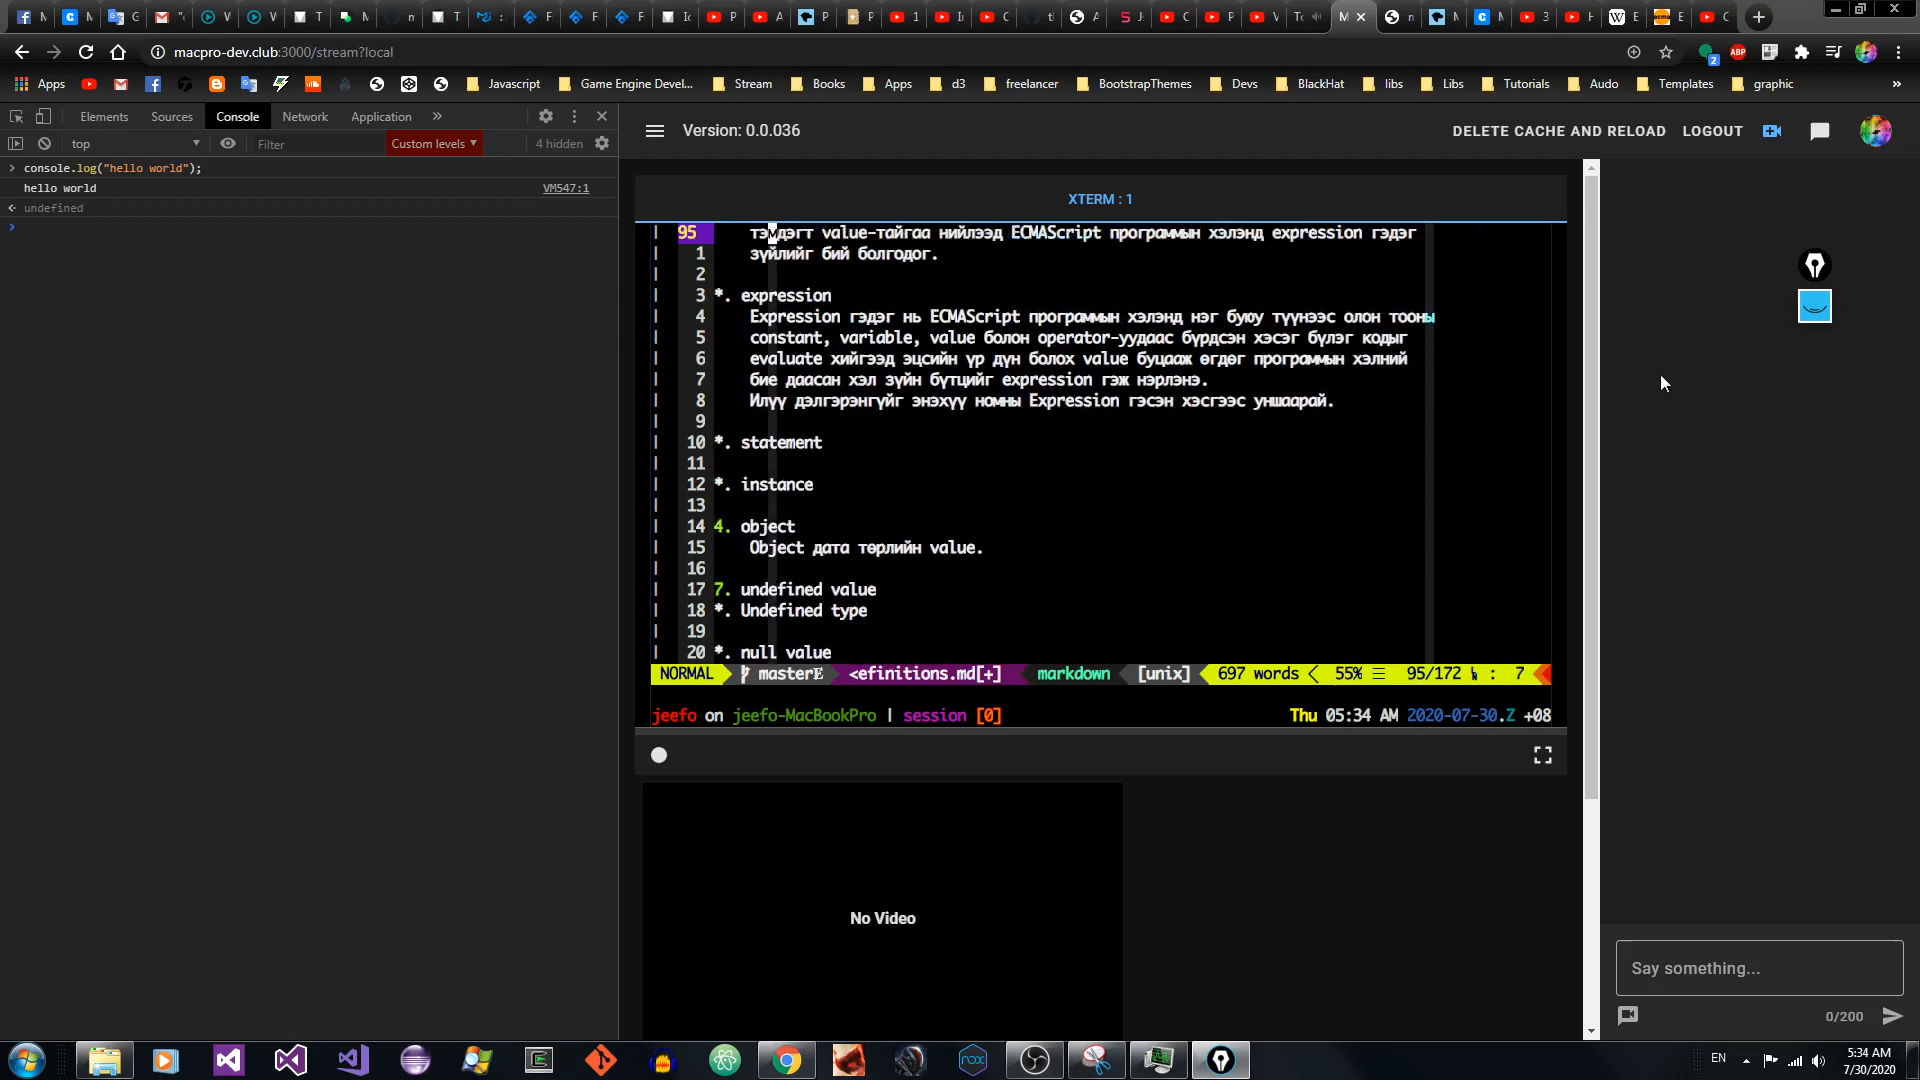 macpro-dev.club:3000/stream?local
Apps
Javascript
Game Engine Devel...
Stream
Books
Apps
d3
freelancer
BootstrapThemes
Devs
BlackHat
libs
Libs
Tutorials
Audo
Templates
graphic
»
Elements
Sources
Console
Network
Application
»
top
Filter
Custom levels
4 hidden
console.log("hello world");
hello world
VM547:1
undefined
Version: 0.0.036
DELETE CACHE AND RELOAD
LOGOUT
XTERM : 1
95 тэмдэгт value-тайгаа нийлээд ECMAScript программын хэлэнд expression гэдэг
1 зүйлийг бий болгодог.
2
3 *. expression
4 Expression гэдэг нь ECMAScript программын хэлэнд нэг буюу түүнээс олон тооны
5 constant, variable, value болон operator-уудаас бүрдсэн хэсэг бүлэг кодыг
6 evaluate хийгээд эцсийн үр дүн болох value буцааж өгдөг программын хэлний
7 бие даасан хэл зүйн бүтцийг expression гэж нэрлэнэ.
8 Илүү дэлгэрэнгүйг энэхүү номны Expression гэсэн хэсгээс уншаарай.
9
10 *. statement
11
12 *. instance
13
14 4. object
15 Object дата төрлийн value.
16
17 7. undefined value
18 *. Undefined type
19
20 *. null value
NORMAL master <efinitions.md[+] markdown [unix] 697 words 55% 95/172 : 7
jeefo on jeefo-MacBookPro | session [0] Thu 05:34 AM 2020-07-30.Z +08
No Video
Say something...
0/200
EN
5:34 AM
7/30/2020